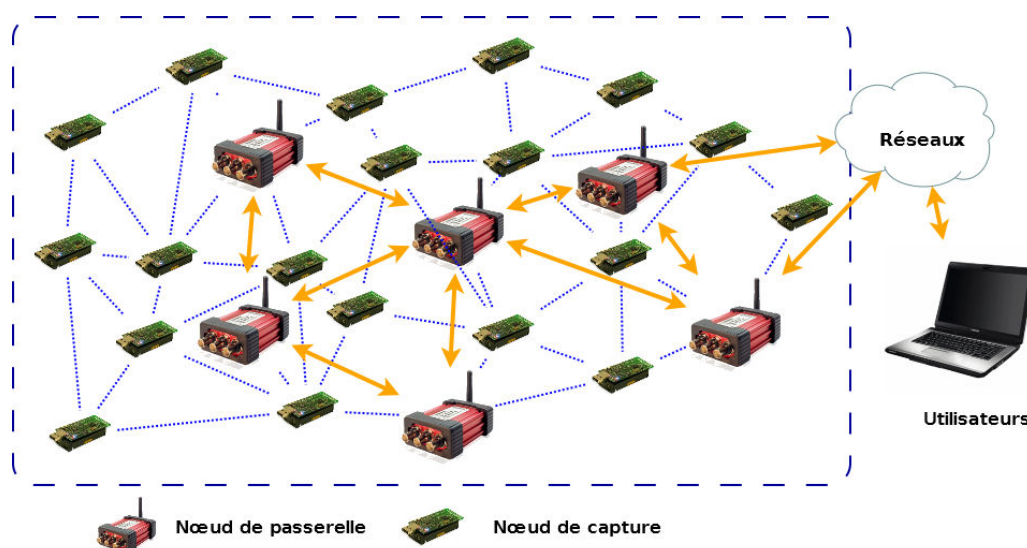 Réseaux
Utilisateurs
Nœud de passerelle
Nœud de capture